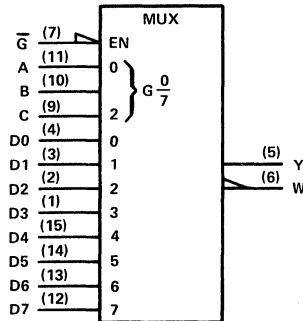 MUX
G̅ (7) EN
A (11) 0
B (10) G 0/7
C (9) 2
D0 (4) 0
D1 (3) 1 (5) Y
D2 (2) 2 (6) W
D3 (1) 3
D4 (15) 4
D5 (14) 5
D6 (13) 6
D7 (12) 7